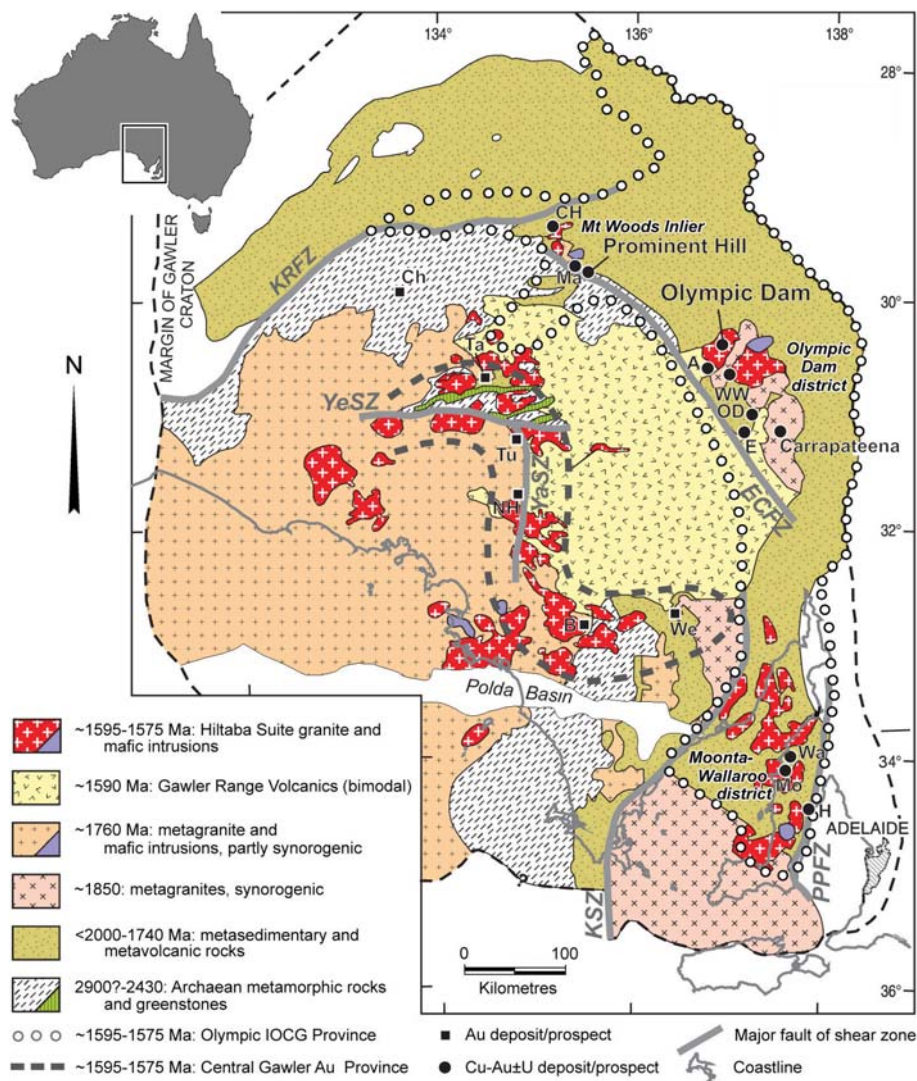 134°
136°
138°
28°
CH
Mt Woods Inlier
Prominent Hill
Ma
KRFZ
Ch
MARGIN OF GAWLER
CRATON
30°
Olympic Dam
N
Ta
A
Olympic
Dam
district
WW
OD
YeSZ
E
Carrapateena
Tu
YaSZ
ECFZ
NH
32°
B
We
Polda Basin
~1595-1575 Ma: Hiltaba Suite granite and
mafic intrusions
Wa
34°
Moonta-
Wallaroo
district
Mo
~1590 Ma: Gawler Range Volcanics (bimodal)
H
ADELAIDE
~1760 Ma: metagranite and
mafic intrusions, partly synorogenic
PPFZ
KSZ
~1850: metagranites, synorogenic
<2000-1740 Ma: metasedimentary and
metavolcanic rocks
0 100
Kilometres
2900?-2430: Archaean metamorphic rocks
and greenstones
36°
~1595-1575 Ma: Olympic IOCG Province
Au deposit/prospect
Major fault of shear zone
~1595-1575 Ma: Central Gawler Au Province
Cu-Au±U deposit/prospect
Coastline